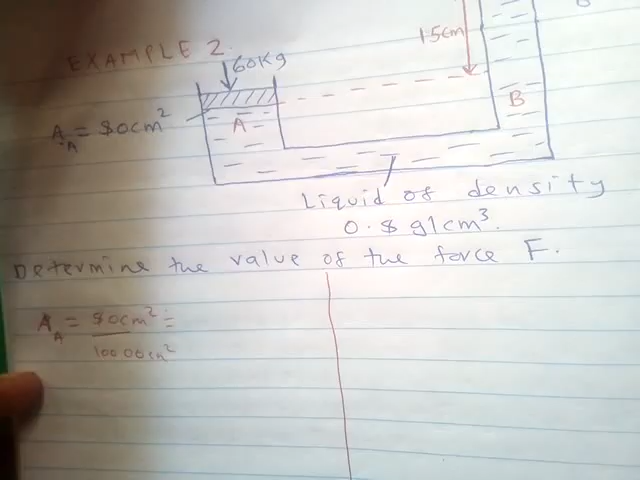 15cm
EXAMPLE 2.
60Kg
B
A
A_A = 80cm²
Liquid of density
0.8 g/cm³.
Determine the value of the force F.
A_A = 80cm² =
10000cm²